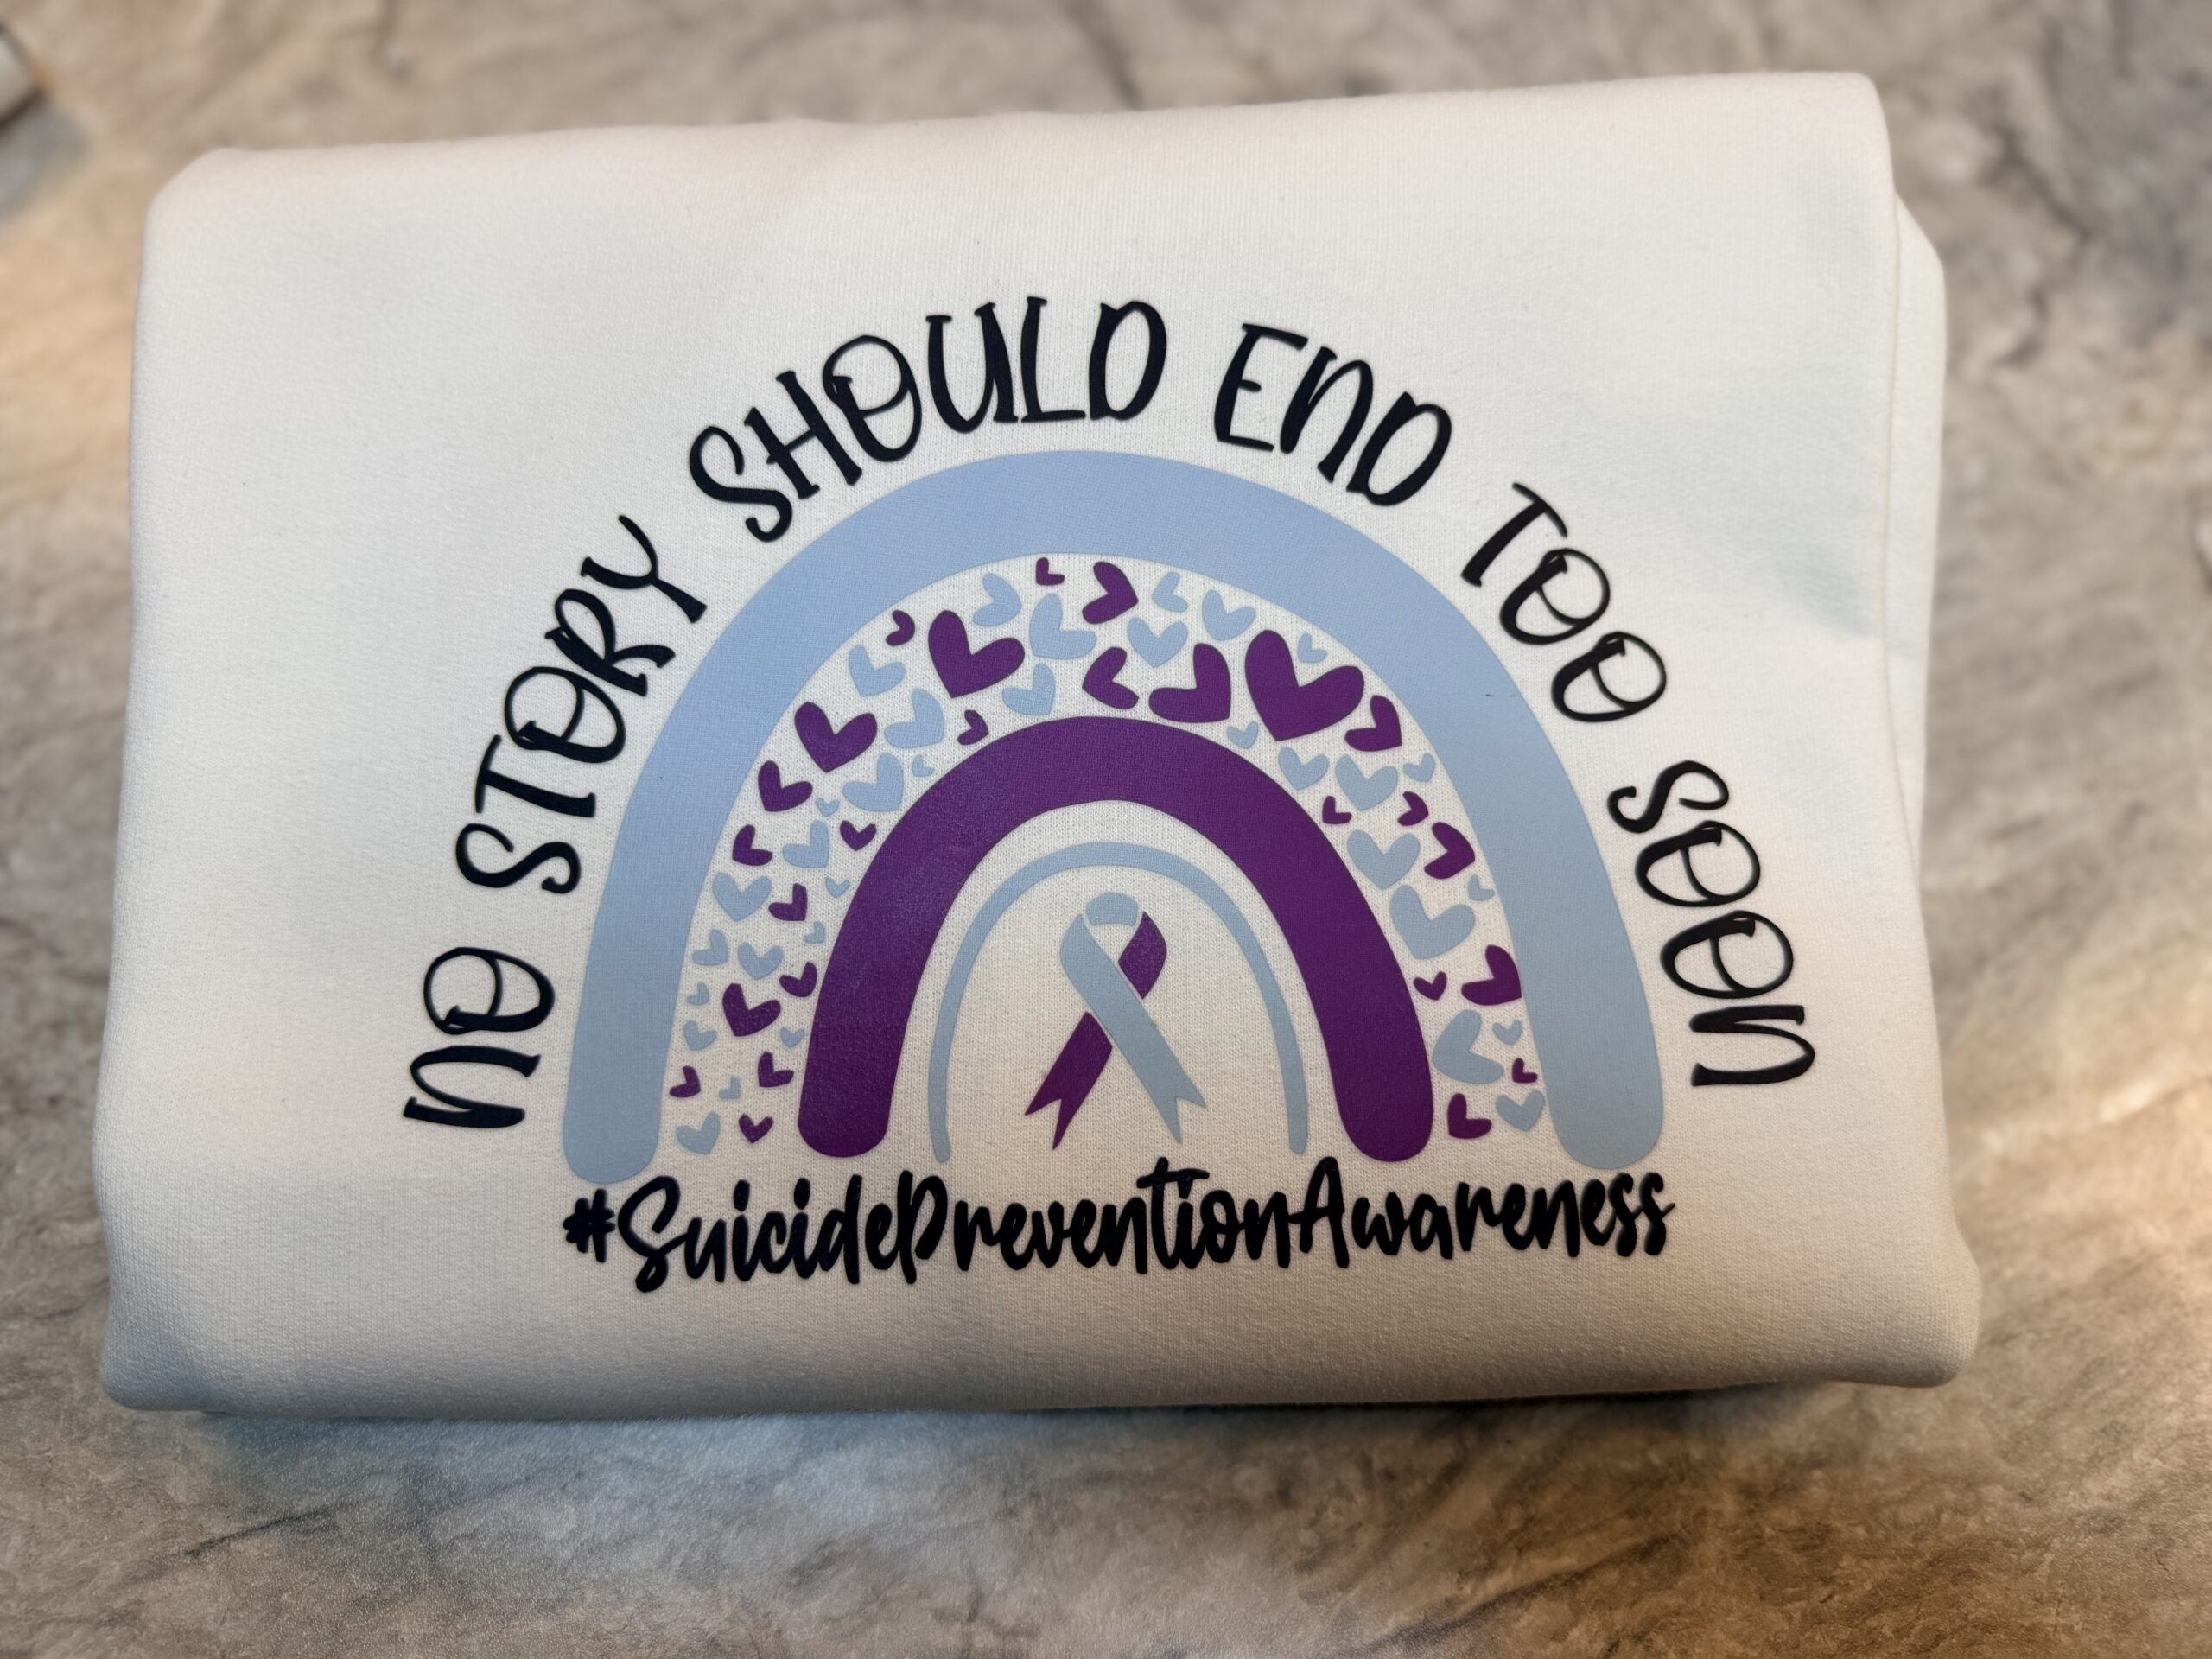 NO STORY SHOULD END TOO SOON
#SuicidePreventionAwareness